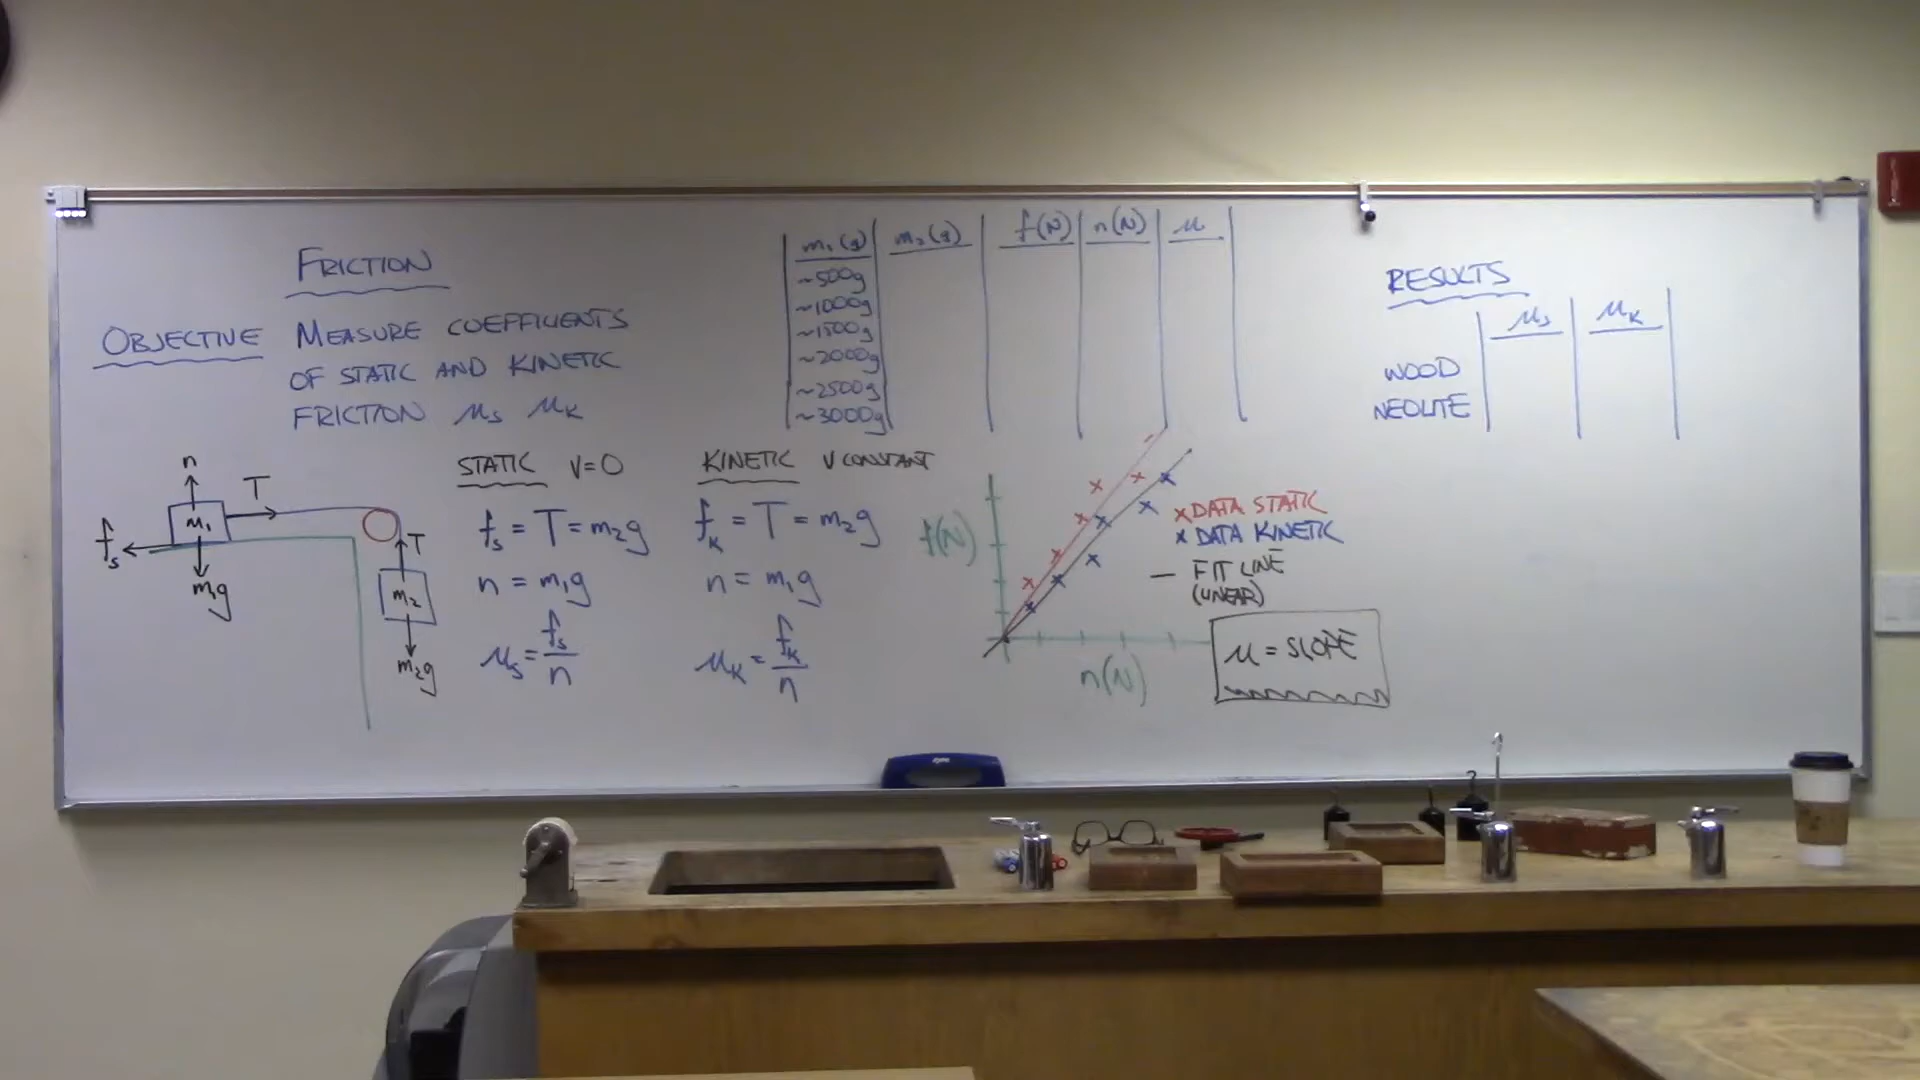 FRICTION
OBJECTIVE MEASURE COEFFICIENTS
OF STATIC AND KINETIC
FRICTION μs μk
n
T
m₁
fs
m₁g
T
m₂
m₂g
STATIC V=0
fs = T = m₂g
n = m₁g
μs = fs/n
KINETIC V CONSTANT
fk = T = m₂g
n = m₁g
μk = fk/n
m₁(g) m₂(g) f(N) n(N) μ
~500g
~1000g
~1500g
~2000g
~2500g
~3000g
f(N)
n(N)
x DATA STATIC
x DATA KINETIC
— FIT LINE
(LINEAR)
μ = SLOPE
RESULTS
μs μk
WOOD
NEOLITE